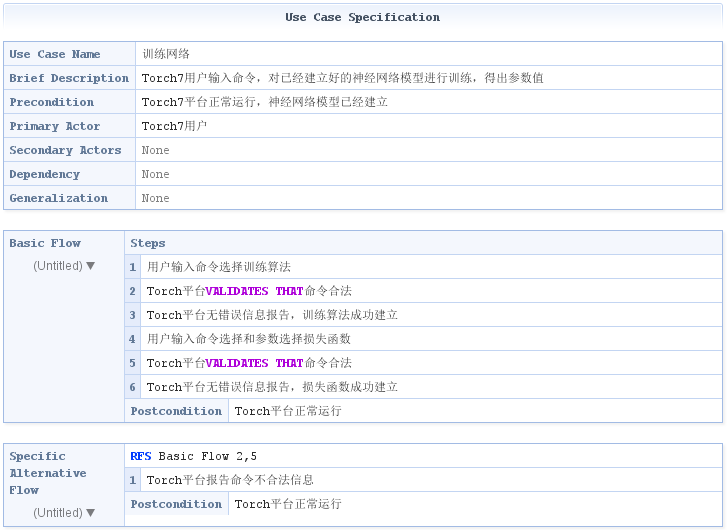 Use Case Specification
Use Case Name 训练网络
Brief Description Torch7用户输入命令，对已经建立好的神经网络模型进行训练，得出参数值
Precondition Torch7平台正常运行，神经网络模型已经建立
Primary Actor Torch7用户
Secondary Actors None
Dependency None
Generalization None
Basic Flow Steps
(Untitled) ▼
1 用户输入命令选择训练算法
2 Torch平台VALIDATES THAT命令合法
3 Torch平台无错误信息报告，训练算法成功建立
4 用户输入命令选择和参数选择损失函数
5 Torch平台VALIDATES THAT命令合法
6 Torch平台无错误信息报告，损失函数成功建立
Postcondition Torch平台正常运行
Specific
Alternative
Flow
(Untitled) ▼
RFS Basic Flow 2,5
1 Torch平台报告命令不合法信息
Postcondition Torch平台正常运行